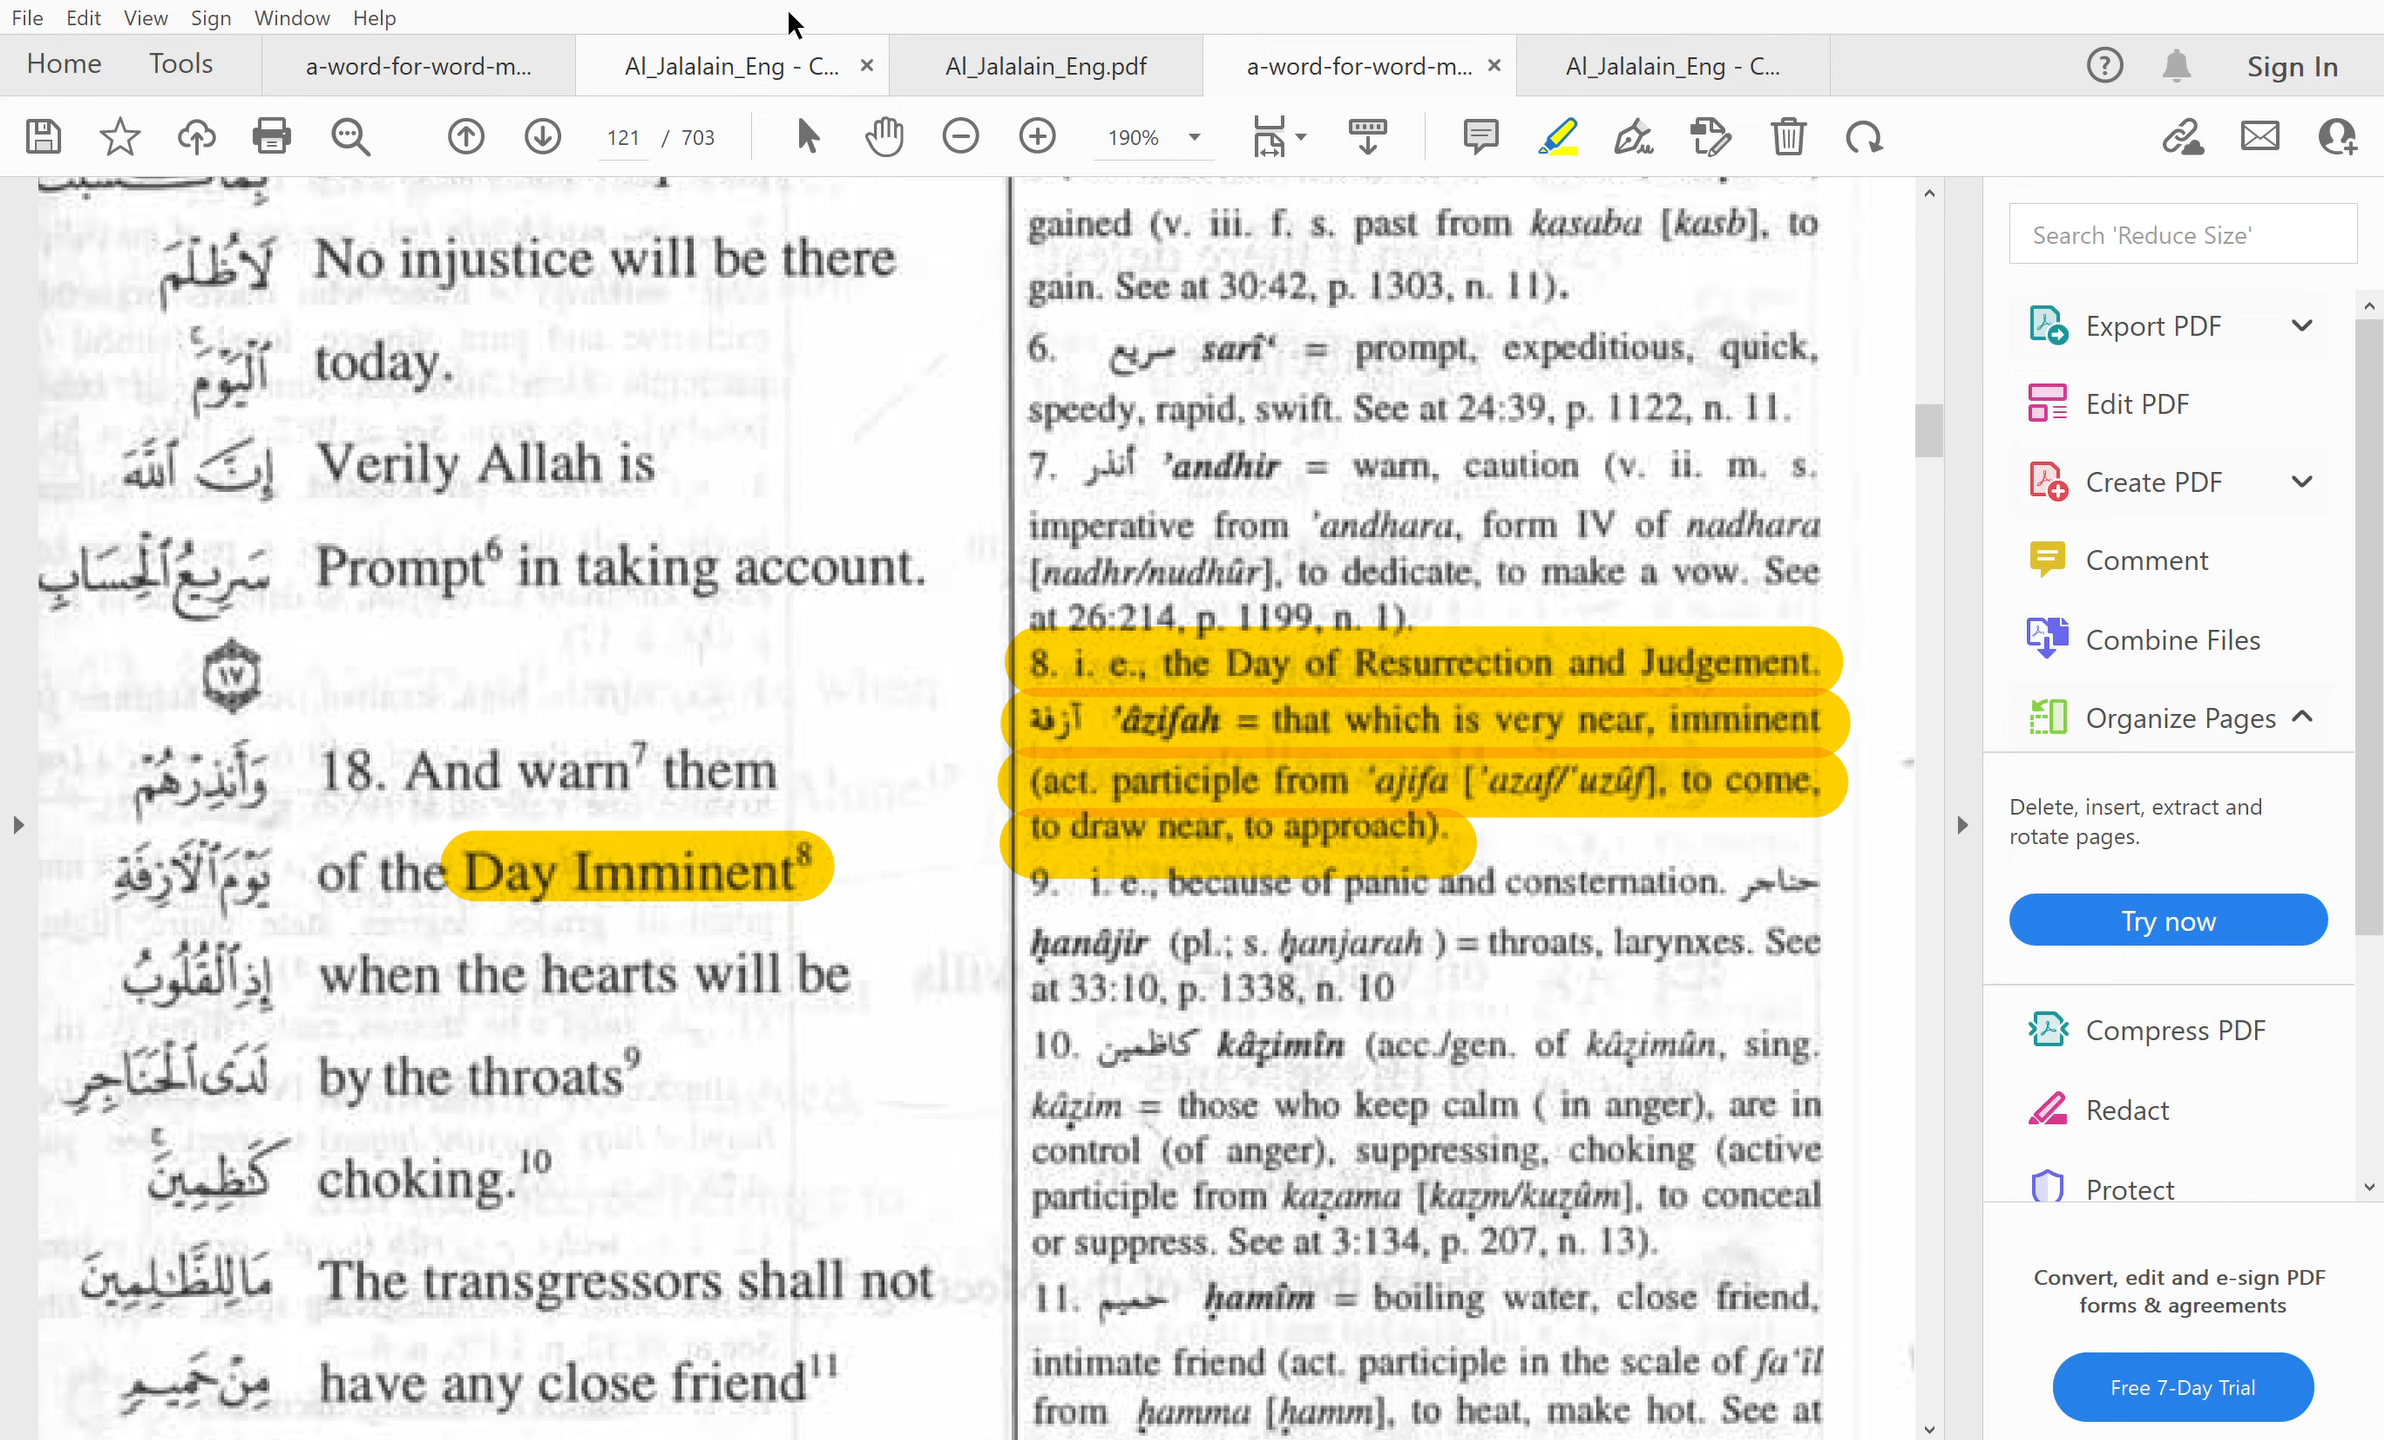 File Edit View Sign Window Help
Home Tools a-word-for-word-m... Al_Jalalain_Eng - C... Al_Jalalain_Eng.pdf a-word-for-word-m... Al_Jalalain_Eng - C... Sign In
121 / 703 190%
لَا ظُلْمَ No injustice will be there
ٱلْيَوْمَ today.
إِنَّ ٱللَّهَ Verily Allah is
سَرِيعُ ٱلْحِسَابِ Prompt⁶ in taking account.
١٧
وَأَنذِرْهُمْ 18. And warn⁷ them
يَوْمَ ٱلْءَازِفَةِ of the Day Imminent⁸
إِذِ ٱلْقُلُوبُ when the hearts will be
لَدَى ٱلْحَنَاجِرِ by the throats⁹
كَٰظِمِينَ choking.¹⁰
مَا لِلظَّٰلِمِينَ The transgressors shall not
مِنْ حَمِيمٍ have any close friend¹¹
gained (v. iii. f. s. past from kasaba [kasb], to
gain. See at 30:42, p. 1303, n. 11).
6. سريع sarî‘ = prompt, expeditious, quick,
speedy, rapid, swift. See at 24:39, p. 1122, n. 11.
7. أنذر ’andhir = warn, caution (v. ii. m. s.
imperative from ’andhara, form IV of nadhara
[nadhr/nudhûr], to dedicate, to make a vow. See
at 26:214, p. 1199, n. 1).
8. i. e., the Day of Resurrection and Judgement.
آزفة ’âzifah = that which is very near, imminent
(act. participle from ’ajifa [’azaf/’uzûf], to come,
to draw near, to approach).
9. i. e., because of panic and consternation. حناجر
ḥanâjir (pl.; s. ḥanjarah ) = throats, larynxes. See
at 33:10, p. 1338, n. 10
10. كاظمين kâẓimîn (acc./gen. of kâẓimûn, sing.
kâẓim = those who keep calm ( in anger), are in
control (of anger), suppressing, choking (active
participle from kaẓama [kaẓm/kuẓûm], to conceal
or suppress. See at 3:134, p. 207, n. 13).
11. حميم ḥamîm = boiling water, close friend,
intimate friend (act. participle in the scale of fa‘îl
from ḥamma [ḥamm], to heat, make hot. See at
Search 'Reduce Size'
Export PDF
Edit PDF
Create PDF
Comment
Combine Files
Organize Pages
Delete, insert, extract and
rotate pages.
Try now
Compress PDF
Redact
Protect
Convert, edit and e-sign PDF
forms & agreements
Free 7-Day Trial